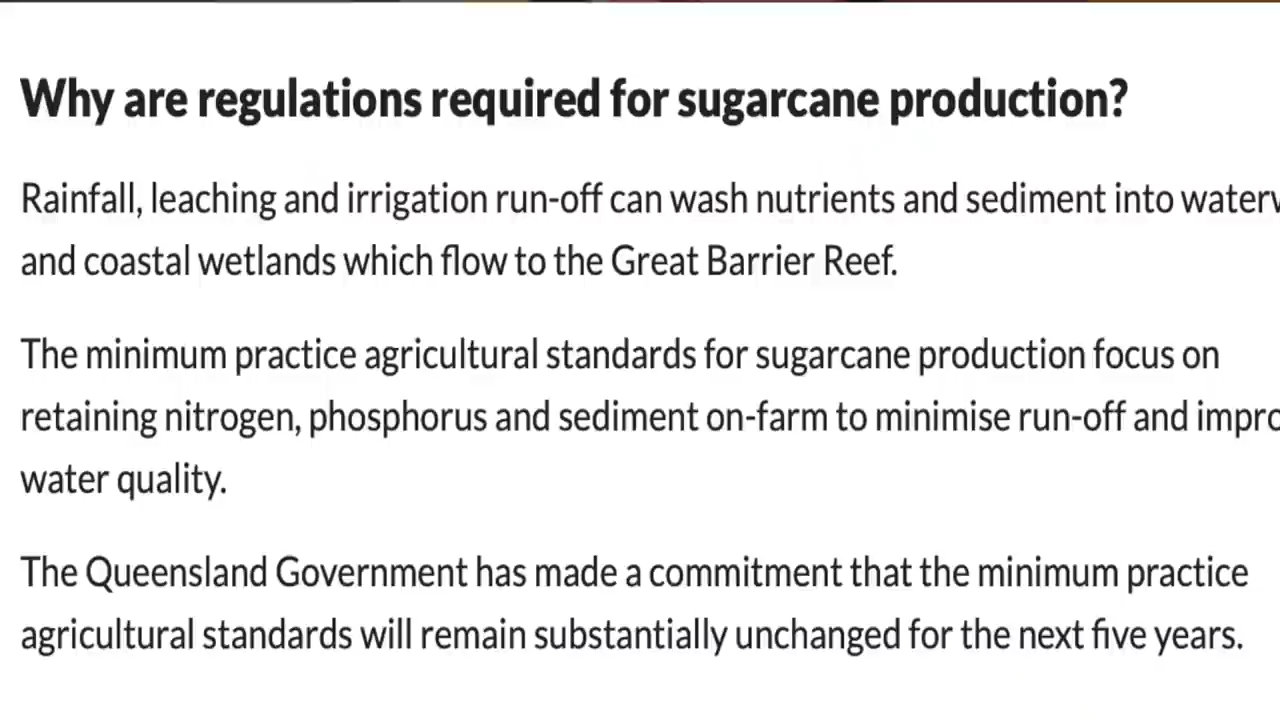 Why are regulations required for sugarcane production?
Rainfall, leaching and irrigation run-off can wash nutrients and sediment into
and coastal wetlands which flow to the Great Barrier Reef.
The minimum practice agricultural standards for sugarcane production focus on
retaining nitrogen, phosphorus and sediment on-farm to minimise run-off and
water quality.
The Queensland Government has made a commitment that the minimum practice
agricultural standards will remain substantially unchanged for the next five years.